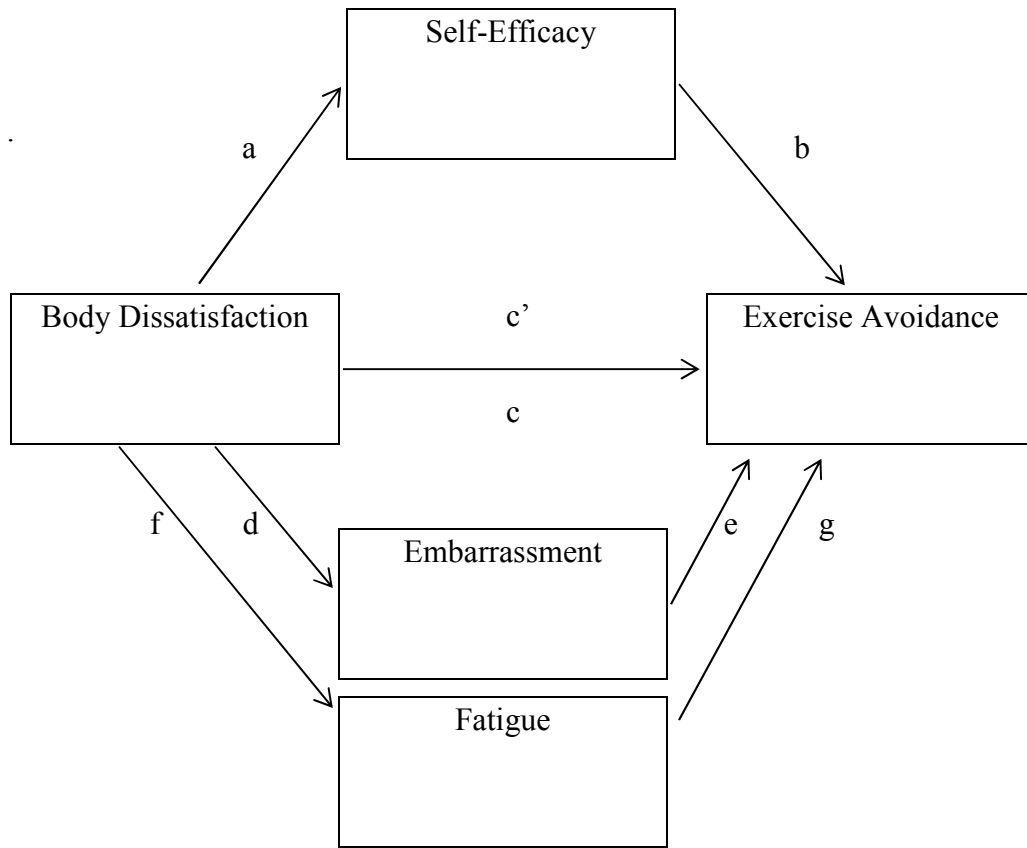 Self-Efficacy
.
a
b
Body Dissatisfaction
c’
Exercise Avoidance
c
f
d
e
g
Embarrassment
Fatigue